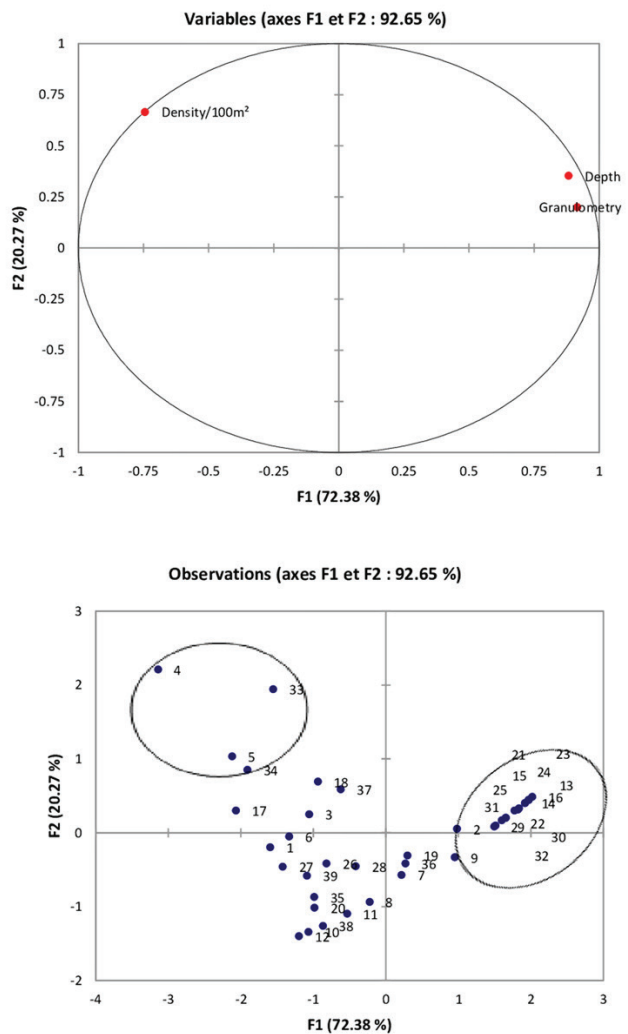 Variables (axes F1 et F2 : 92.65 %)
1
0.75
Density/100m²
0.5
Depth
0.25
Granulometry
0
-0.25
-0.5
-0.75
-1
F2 (20.27 %)
-1 -0.75 -0.5 -0.25 0 0.25 0.5 0.75 1
F1 (72.38 %)
Observations (axes F1 et F2 : 92.65 %)
3
4
2
33
5 21 23
1
34 15 24
18 37 25 13
16
17 3 31 14
6 2 29 22 30
0
1 19 9 32
27 26 28 36
39 7
35 8
20 11
-1
10 38
12
-2
F2 (20.27 %)
-4 -3 -2 -1 0 1 2 3
F1 (72.38 %)